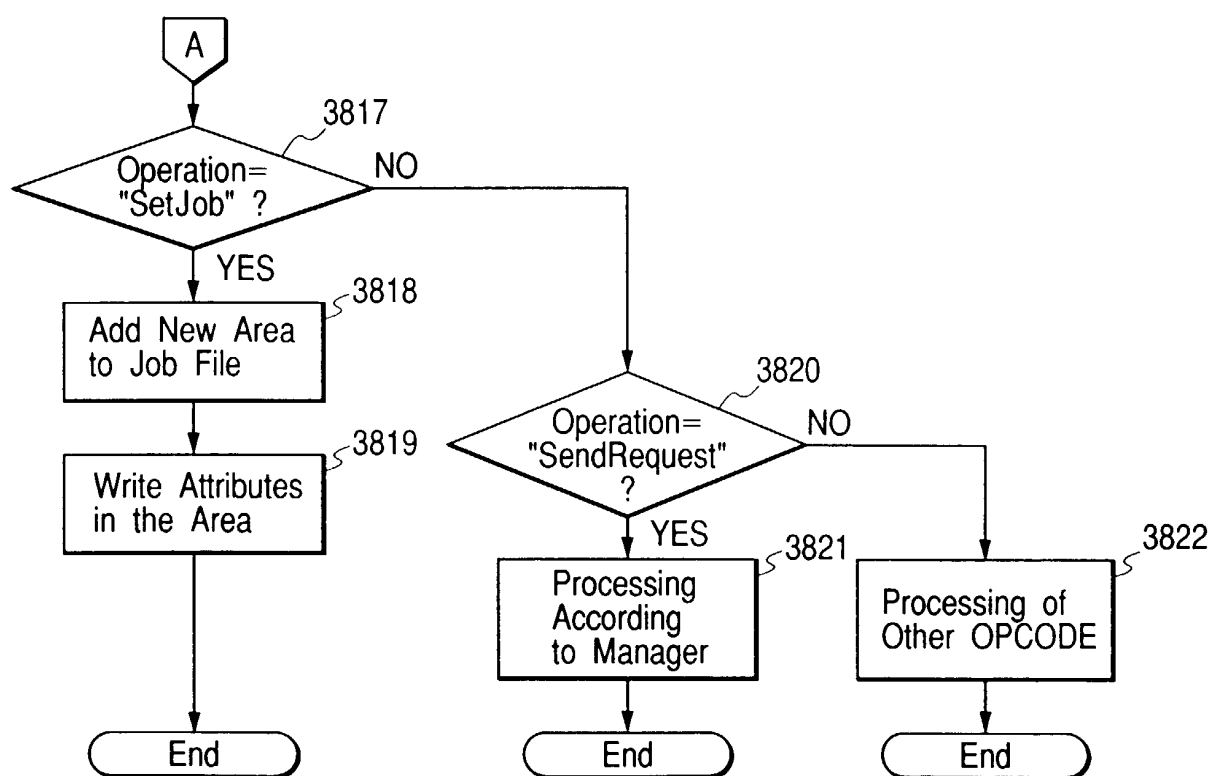 A
3817
Operation=
"SetJob" ?
NO
YES
3818
Add New Area
to Job File
3819
Write Attributes
in the Area
End
3820
Operation=
"SendRequest"
?
NO
YES
3821
Processing
According
to Manager
End
3822
Processing of
Other OPCODE
End